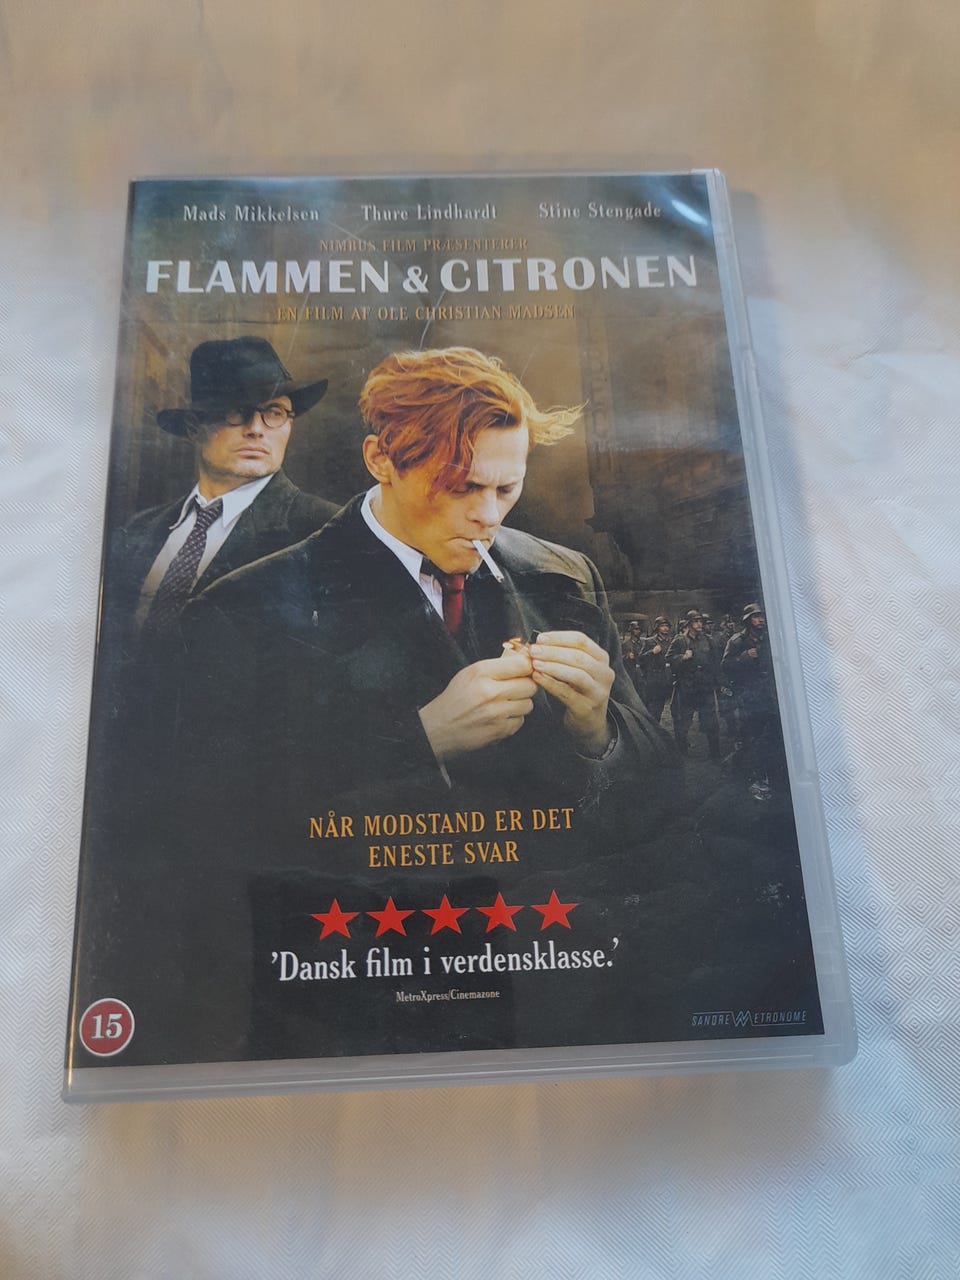 Mads Mikkelsen Thure Lindhardt Stine Stengade
NIMBUS FILM PRÆSENTERER
FLAMMEN & CITRONEN
EN FILM AF OLE CHRISTIAN MADSEN
NÅR MODSTAND ER DET
ENESTE SVAR
'Dansk film i verdensklasse.'
MetroXpress/Cinemazone
15
SANDREW METRONOME